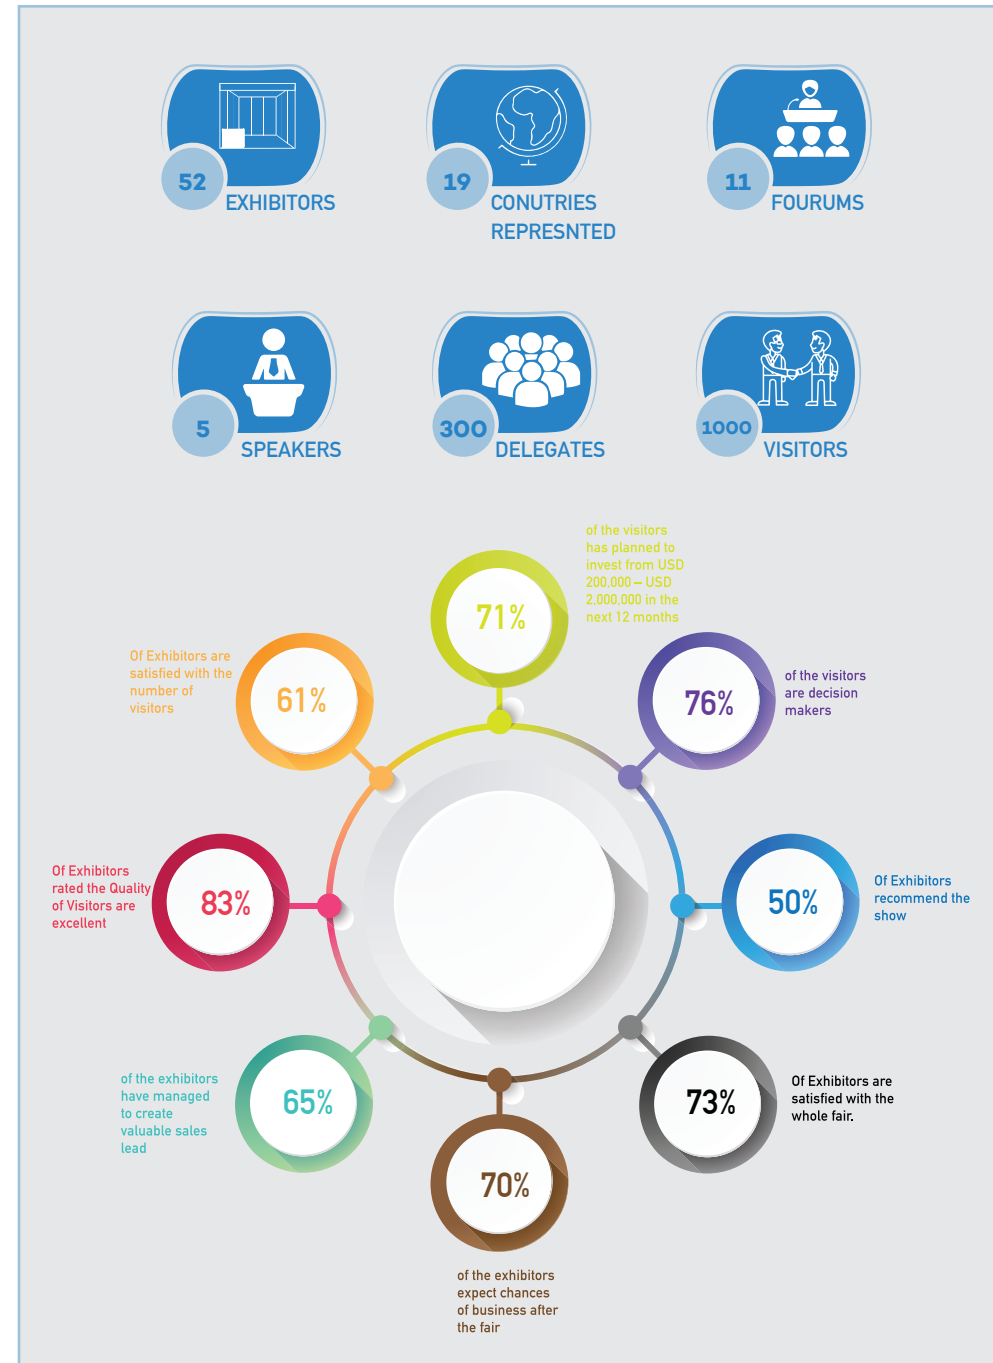 52
EXHIBITORS
19
CONUTRIES
REPRESNTED
11
FOURUMS
5
SPEAKERS
300
DELEGATES
1000
VISITORS
71%
of the visitors
has planned to
invest from USD
200,000 – USD
2,000,000 in the
next 12 months
61%
Of Exhibitors are
satisfied with the
number of
visitors
76%
of the visitors
are decision
makers
83%
Of Exhibitors
rated the Quality
of Visitors are
excellent
50%
Of Exhibitors
recommend the
show
65%
of the exhibitors
have managed
to create
valuable sales
lead
73%
Of Exhibitors are
satisfied with the
whole fair.
70%
of the exhibitors
expect chances
of business after
the fair